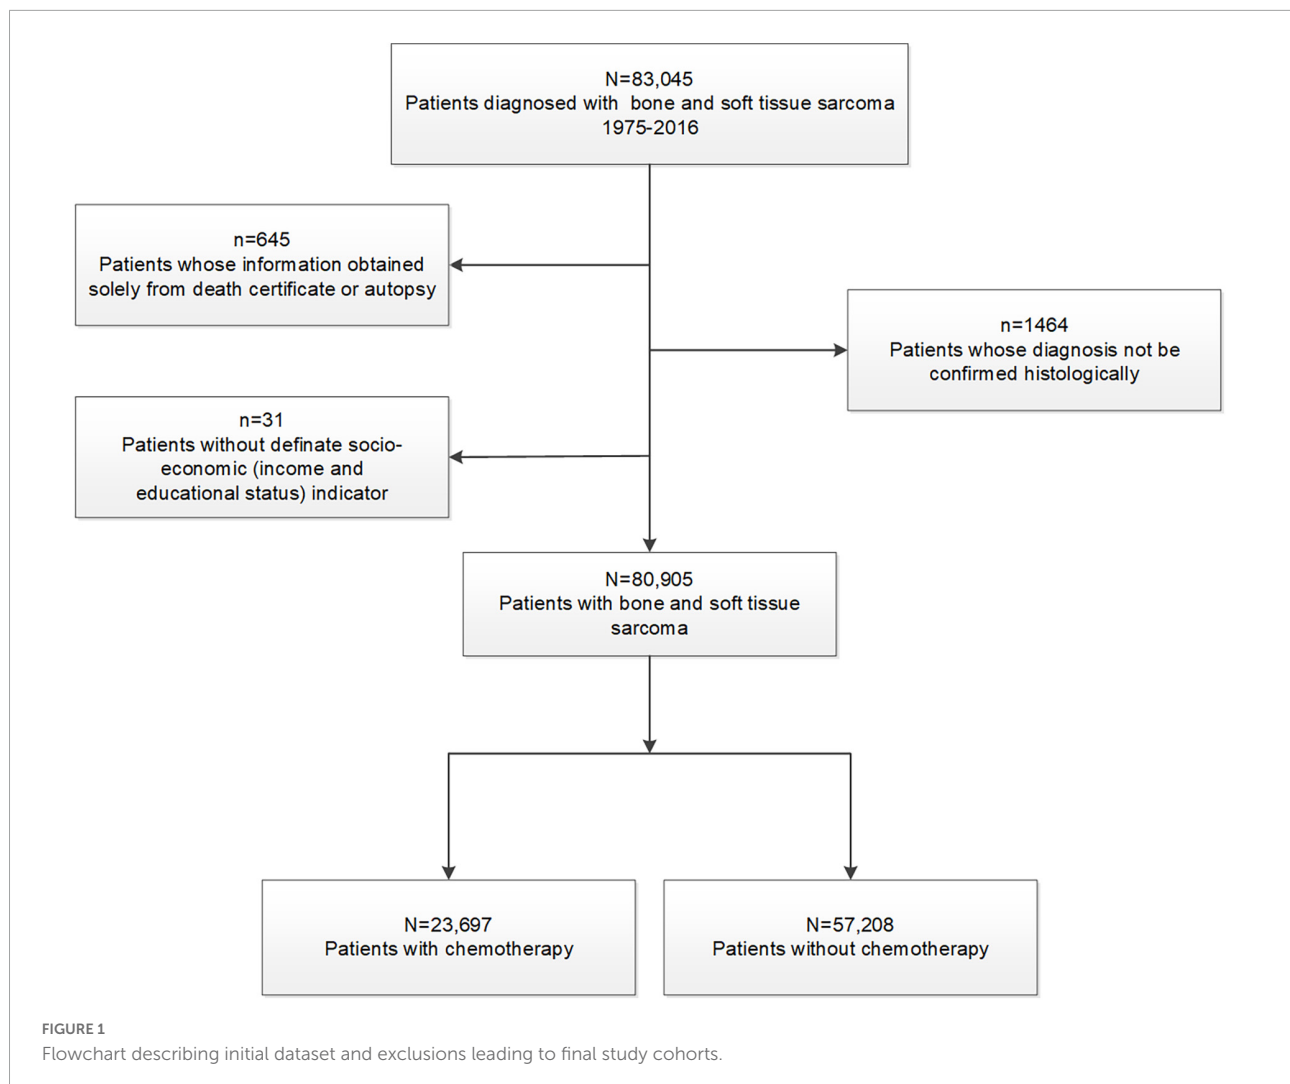 N=83,045
Patients diagnosed with bone and soft tissue sarcoma
1975-2016
n=645
Patients whose information obtained
solely from death certificate or autopsy
n=1464
Patients whose diagnosis not be
confirmed histologically
n=31
Patients without definate socio-
economic (income and
educational status) indicator
N=80,905
Patients with bone and soft tissue
sarcoma
N=23,697
Patients with chemotherapy
N=57,208
Patients without chemotherapy
FIGURE 1
Flowchart describing initial dataset and exclusions leading to final study cohorts.